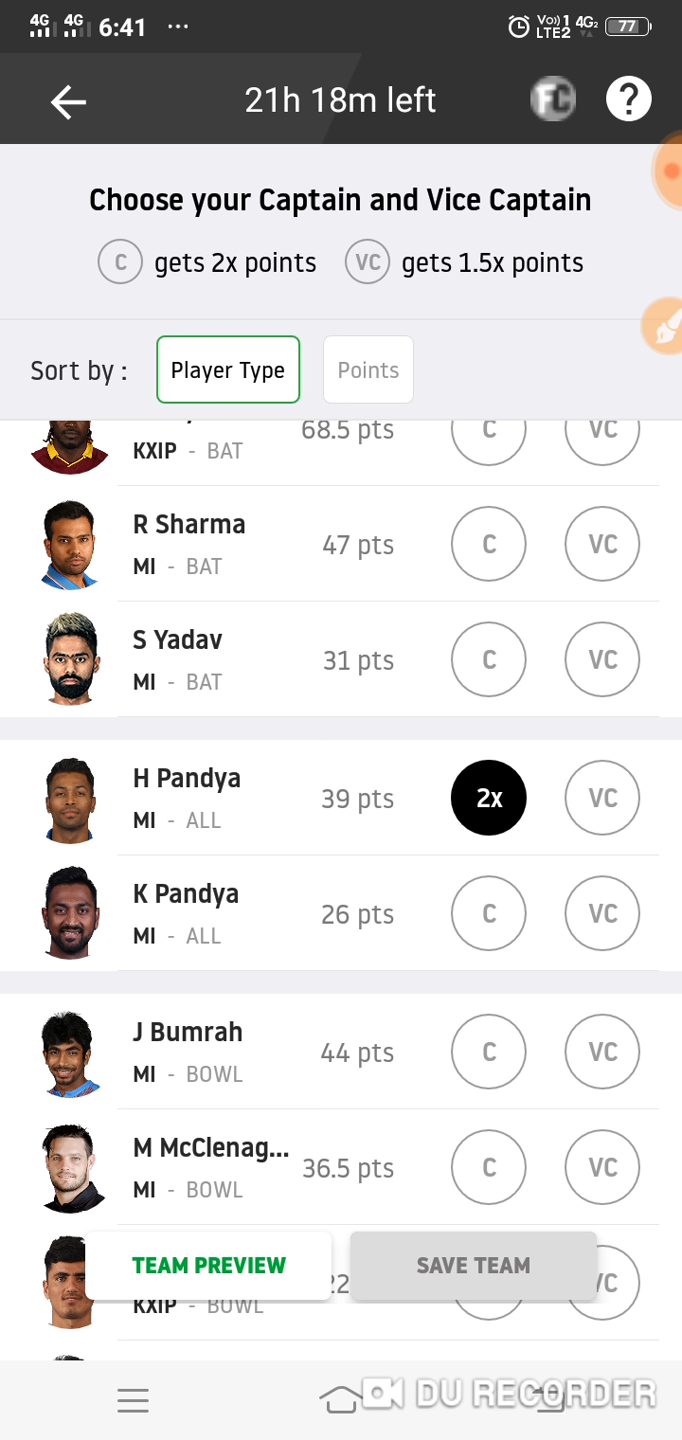 4G 4G 6:41 ... Vo) 1 LTE2 4G2 77
21h 18m left FC ?
Choose your Captain and Vice Captain
C gets 2x points VC gets 1.5x points
Sort by : Player Type Points
68.5 pts C VC
KXIP - BAT
R Sharma
47 pts C VC
MI - BAT
S Yadav
31 pts C VC
MI - BAT
H Pandya
39 pts 2x VC
MI - ALL
K Pandya
26 pts C VC
MI - ALL
J Bumrah
44 pts C VC
MI - BOWL
M McClenag...
36.5 pts C VC
MI - BOWL
TEAM PREVIEW SAVE TEAM
22 VC
KXIP - BOWL
DU RECORDER